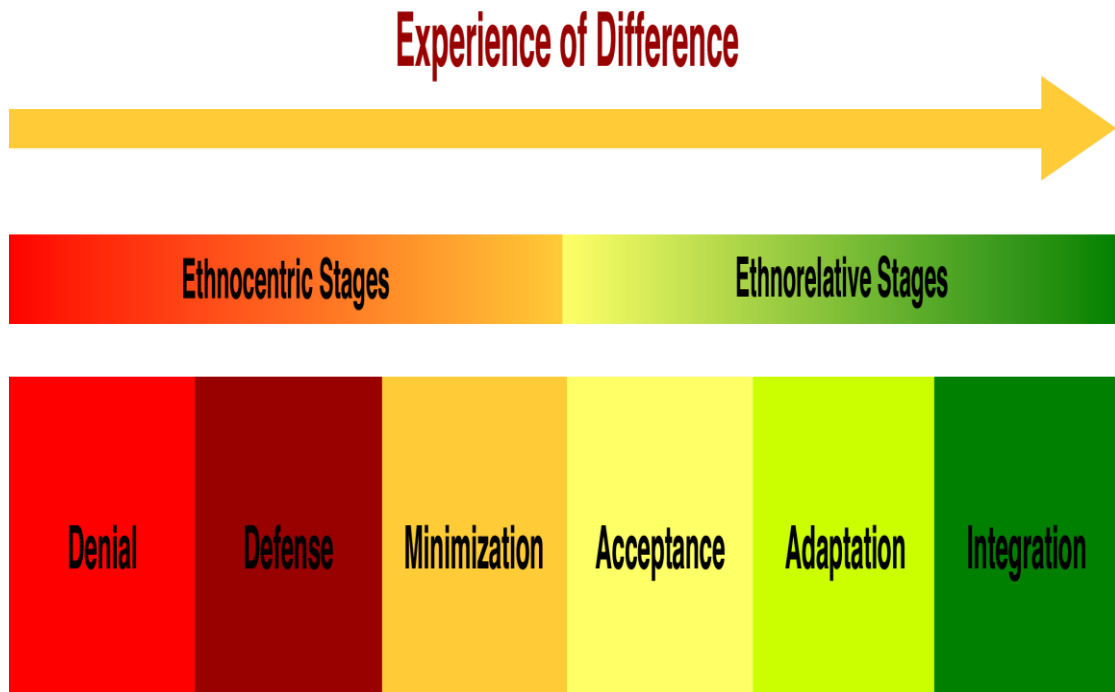 Experience of Difference
Ethnocentric Stages
Ethnorelative Stages
Denial
Defense
Minimization
Acceptance
Adaptation
Integration